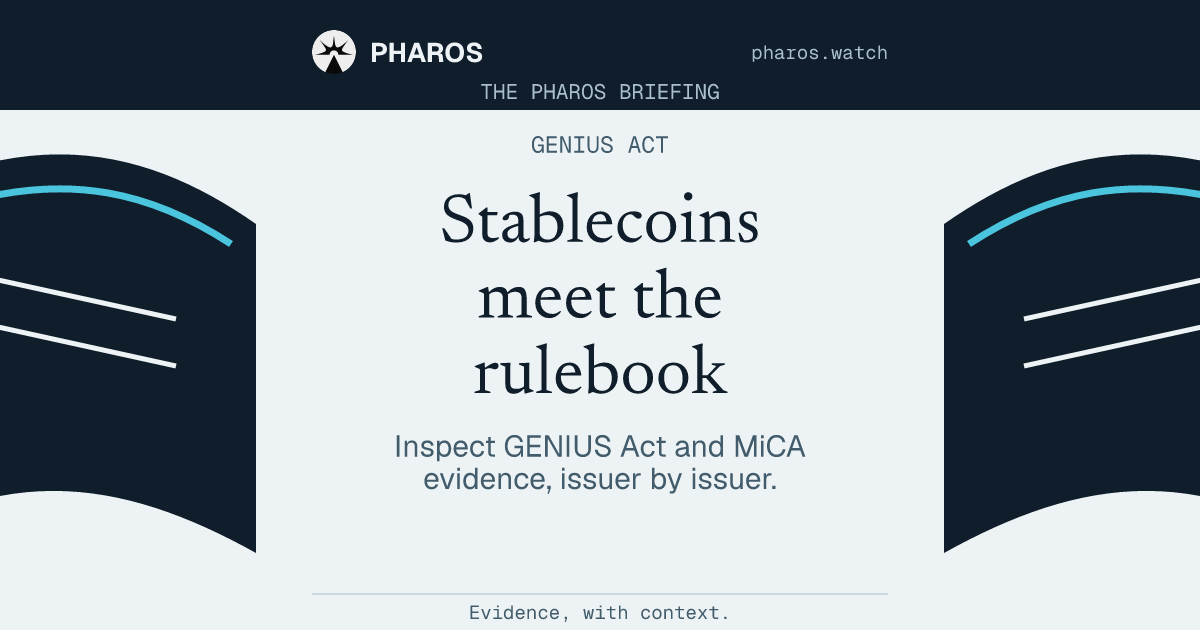 PHAROS
pharos.watch
THE PHAROS BRIEFING
GENIUS ACT
Stablecoins
meet the
rulebook
Inspect GENIUS Act and MiCA
evidence, issuer by issuer.
Evidence, with context.